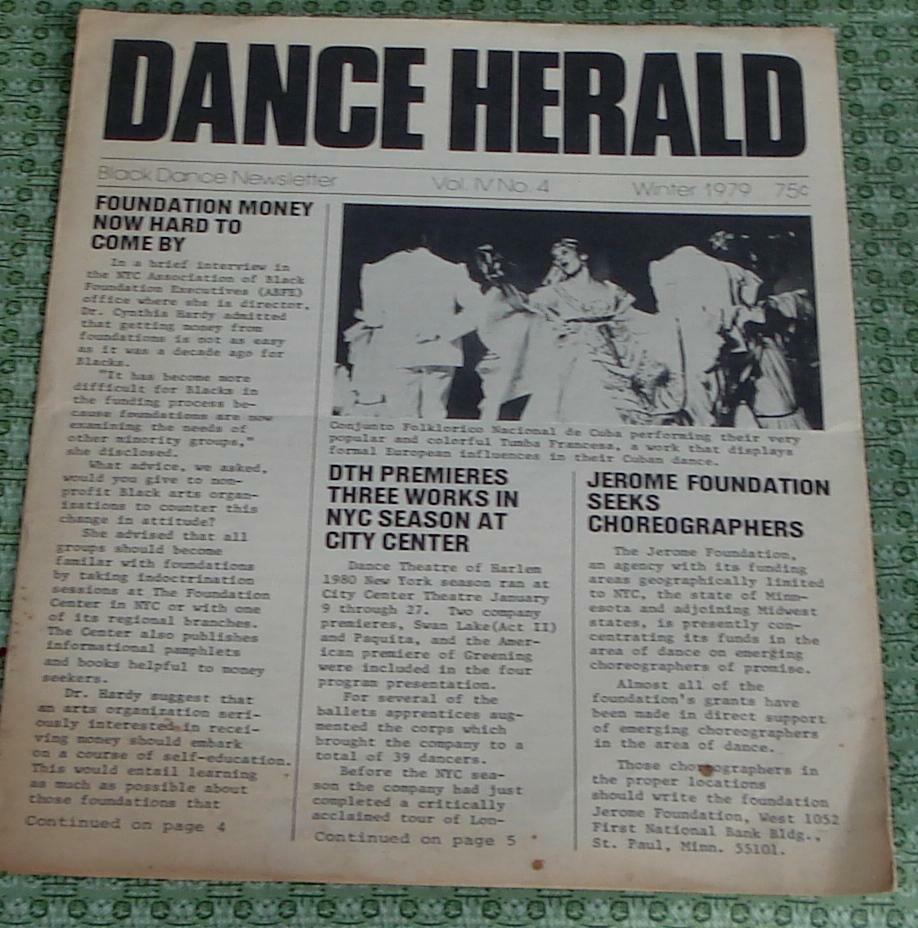 DANCE HERALD
Black Dance Newsletter Vol. IV No. 4 Winter 1979 75¢
FOUNDATION MONEY
NOW HARD TO
COME BY
In a brief interview in
the NYC Association of Black
Foundation Executives (ABFE)
office where she is director,
Dr. Cynthia Hardy admitted
that getting money from
foundations is not as easy
as it was a decade ago for
Blacks.
"It has become more
difficult for Blacks in
the funding process be-
cause foundations are now
examining the needs of
other minority groups,"
she disclosed.
What advice, we asked,
would you give to non-
profit Black arts organ-
izations to counter this
change in attitude?
She advised that all
groups should become
familar with foundations
by taking indoctrination
sessions at The Foundation
Center in NYC or with one
of its regional branches.
The Center also publishes
informational pamphlets
and books helpful to money
seekers.
Dr. Hardy suggest that
an arts organization seri-
ously interested in recei-
ving money should embark
on a course of self-education.
This would entail learning
as much as possible about
those foundations that
Continued on page 4
Conjunto Folklorico Nacional de Cuba performing their very
popular and colorful Tumba Francesa, a work that displays
formal European influences in their Cuban dance.
DTH PREMIERES
THREE WORKS IN
NYC SEASON AT
CITY CENTER
Dance Theatre of Harlem
1980 New York season ran at
City Center Theatre January
9 through 27. Two company
premieres, Swan Lake(Act II)
and Paquita, and the Amer-
ican premiere of Greening
were included in the four
program presentation.
For several of the
ballets apprentices aug-
mented the corps which
brought the company to a
total of 39 dancers.
Before the NYC sea-
son the company had just
completed a critically
acclaimed tour of Lon-
Continued on page 5
JEROME FOUNDATION
SEEKS
CHOREOGRAPHERS
The Jerome Foundation,
an agency with its funding
areas geographically limited
to NYC, the state of Minn-
esota and adjoining Midwest
states, is presently con-
centrating its funds in the
area of dance on emerging
choreographers of promise.
Almost all of the
foundation's grants have
been made in direct support
of emerging choreographers
in the area of dance.
Those choreographers in
the proper locations
should write the foundation
Jerome Foundation, West 1052
First National Bank Bldg.,
St. Paul, Minn. 55101.